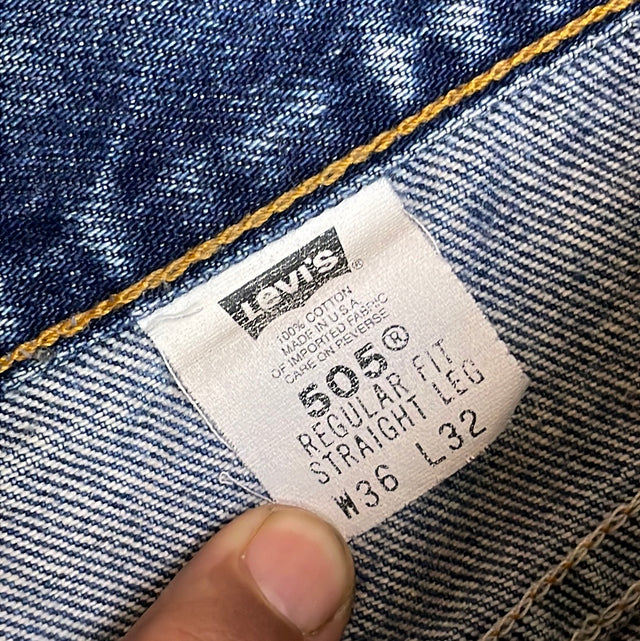 Levi's®
100% COTTON
MADE IN U.S.A
OF IMPORTED FABRIC
CARE ON REVERSE
505®
REGULAR FIT
STRAIGHT LEG
W36 L32